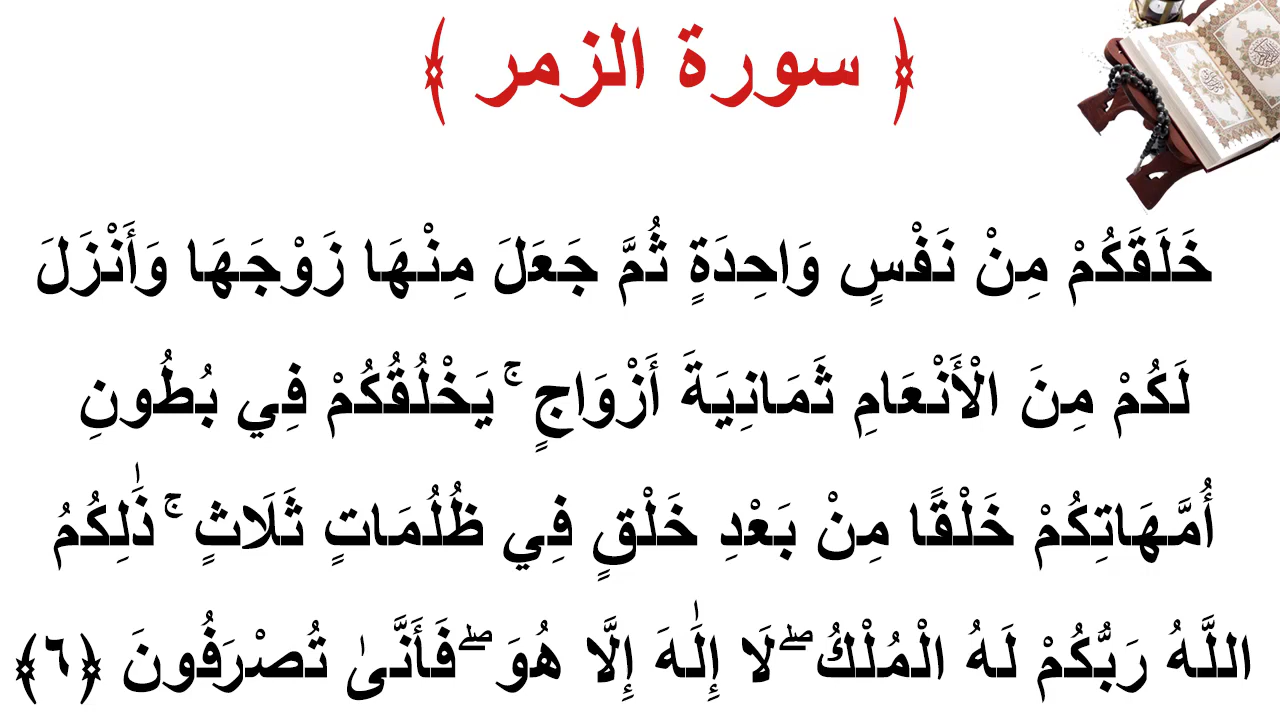 ﴿ سورة الزمر ﴾
خَلَقَكُمْ مِنْ نَفْسٍ وَاحِدَةٍ ثُمَّ جَعَلَ مِنْهَا زَوْجَهَا وَأَنْزَلَ
لَكُمْ مِنَ الْأَنْعَامِ ثَمَانِيَةَ أَزْوَاجٍ ۚ يَخْلُقُكُمْ فِي بُطُونِ
أُمَّهَاتِكُمْ خَلْقًا مِنْ بَعْدِ خَلْقٍ فِي ظُلُمَاتٍ ثَلَاثٍ ۚ ذَٰلِكُمُ
اللَّهُ رَبُّكُمْ لَهُ الْمُلْكُ ۖ لَا إِلَٰهَ إِلَّا هُوَ ۖ فَأَنَّىٰ تُصْرَفُونَ ﴿٦﴾